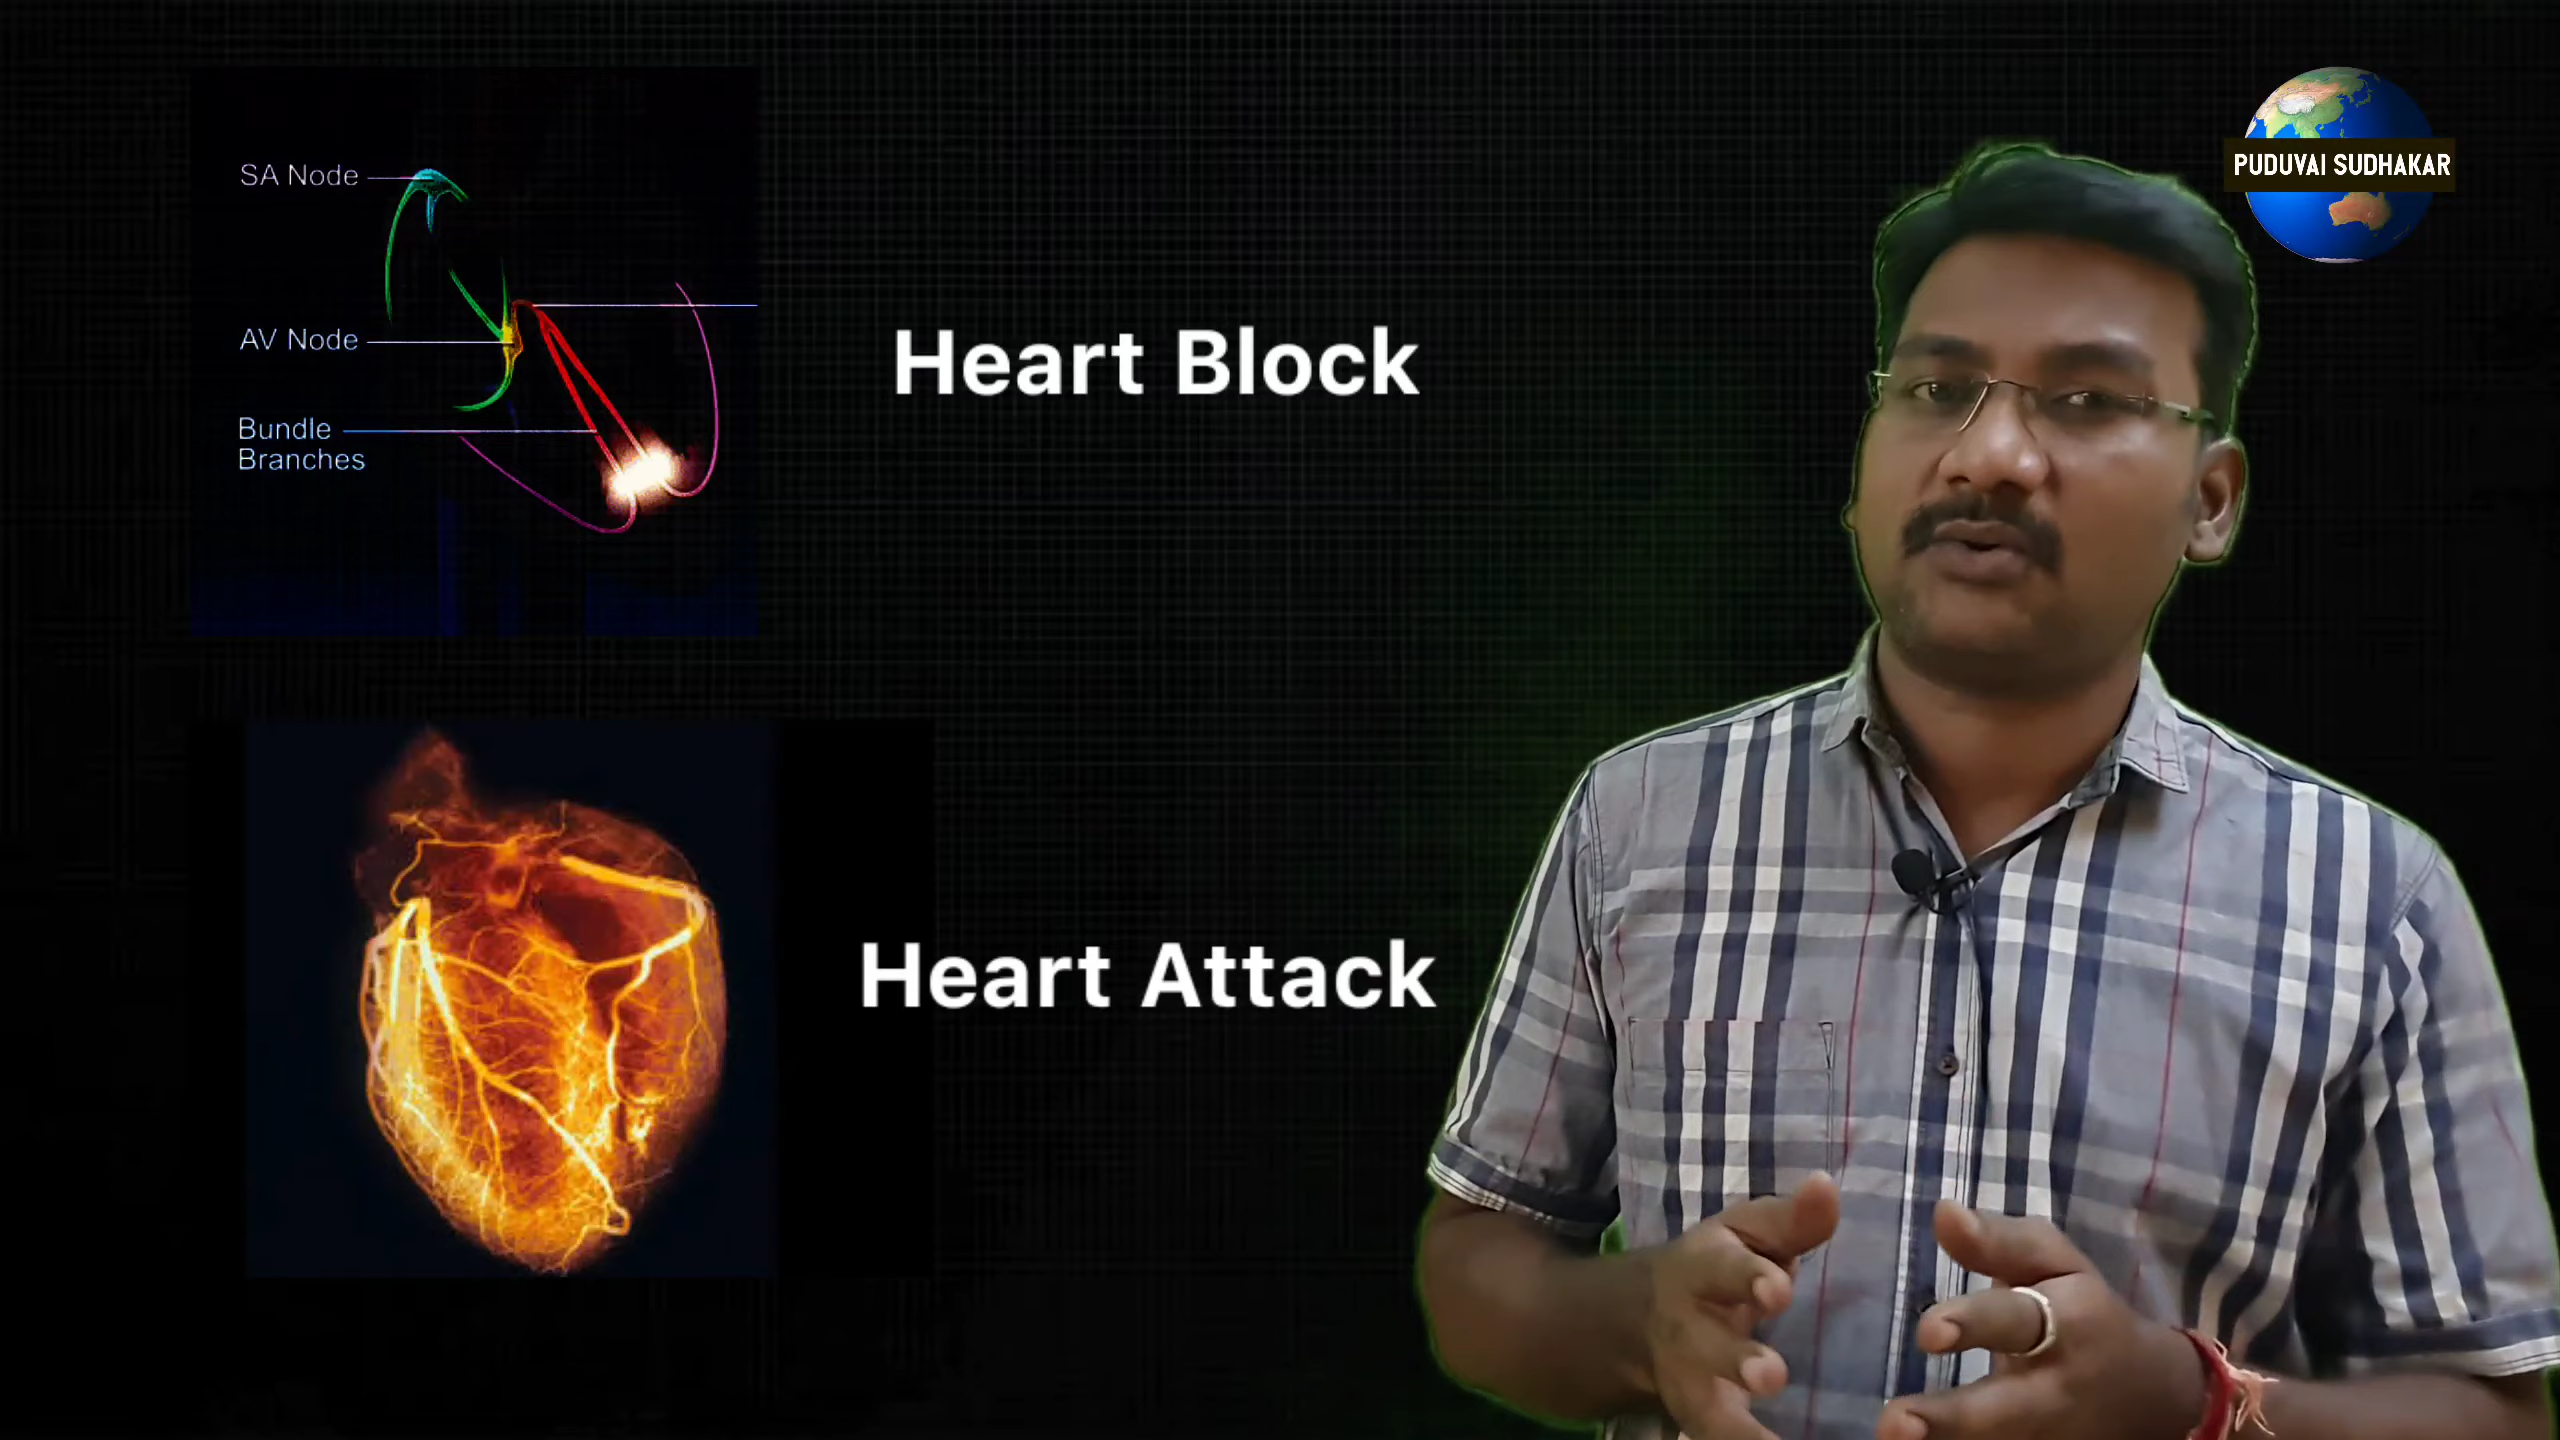 SA Node
AV Node
Bundle
Branches
Heart Block
Heart Attack
PUDUVAI SUDHAKAR